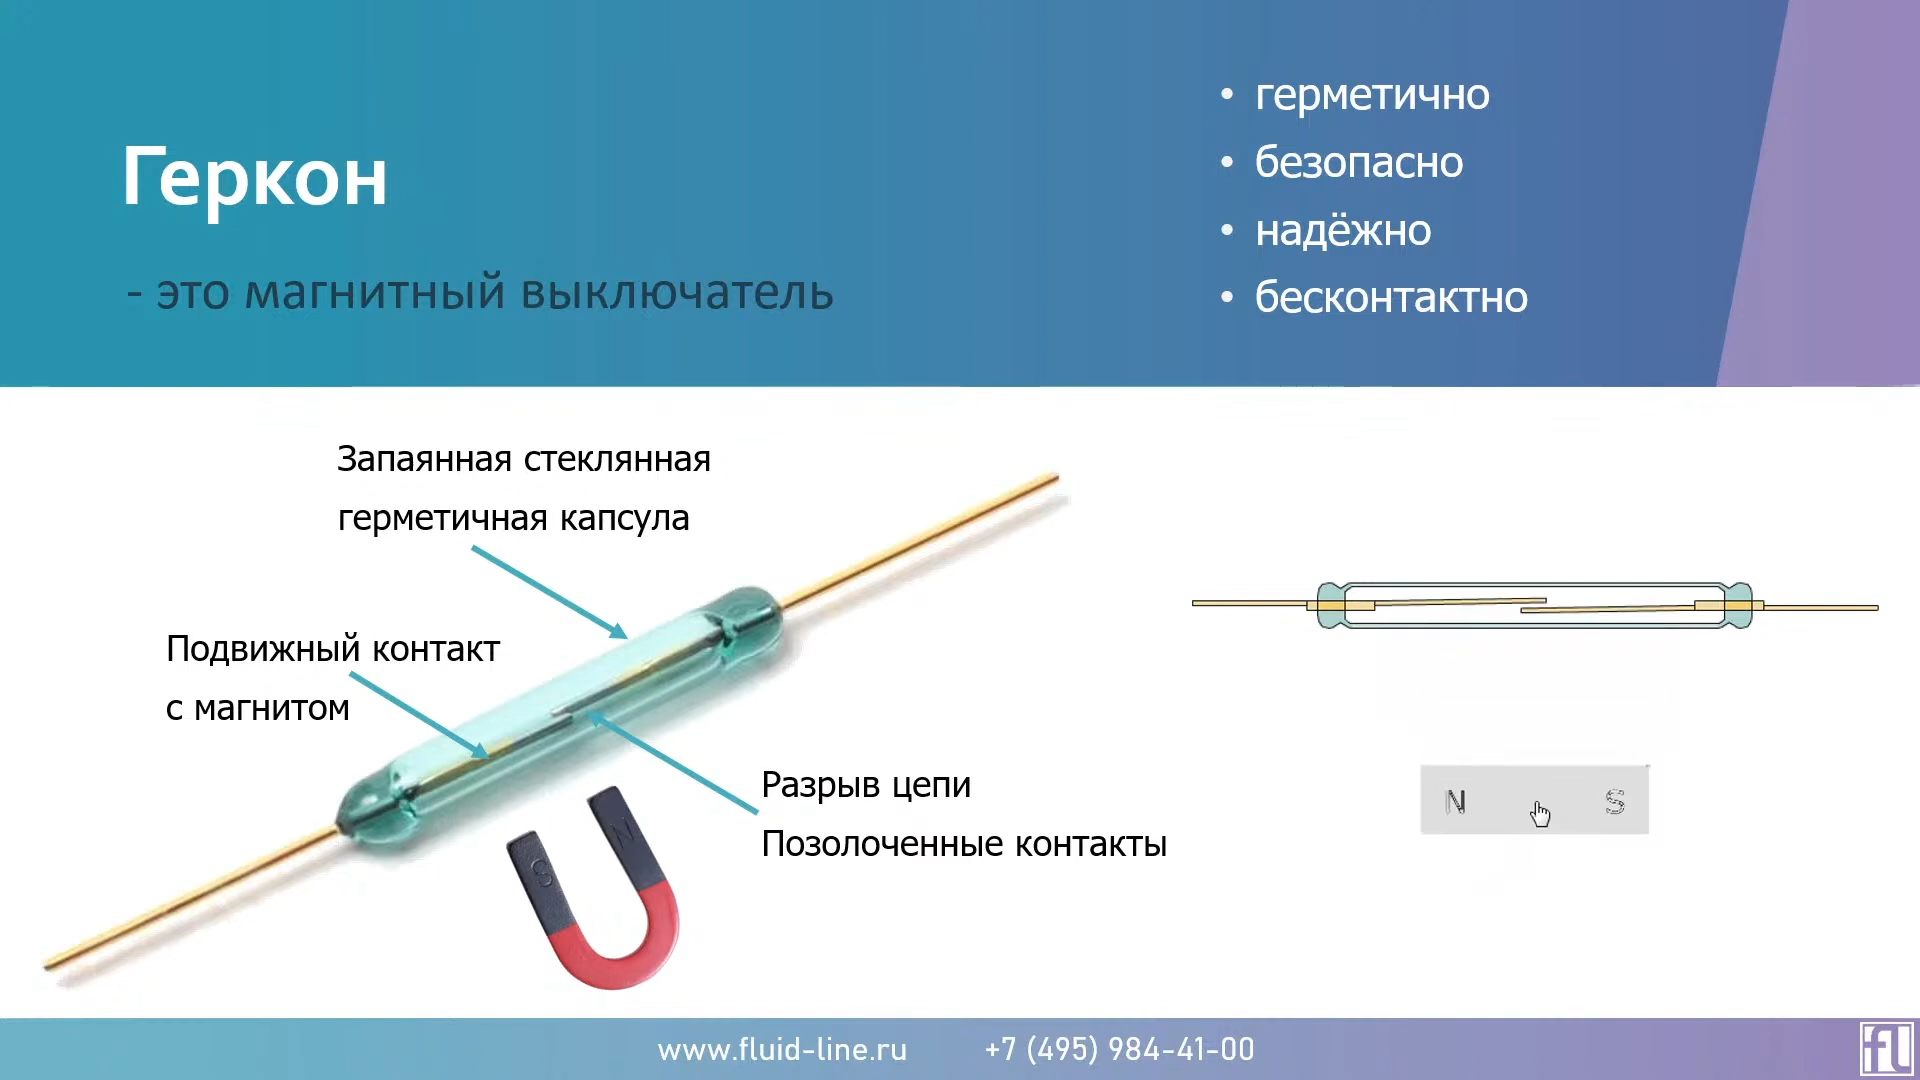 Геркон
- это магнитный выключатель
• герметично
• безопасно
• надёжно
• бесконтактно
Запаянная стеклянная
герметичная капсула
Подвижный контакт
с магнитом
Разрыв цепи
Позолоченные контакты
S
N
N
S
www.fluid-line.ru
+7 (495) 984-41-00
fl